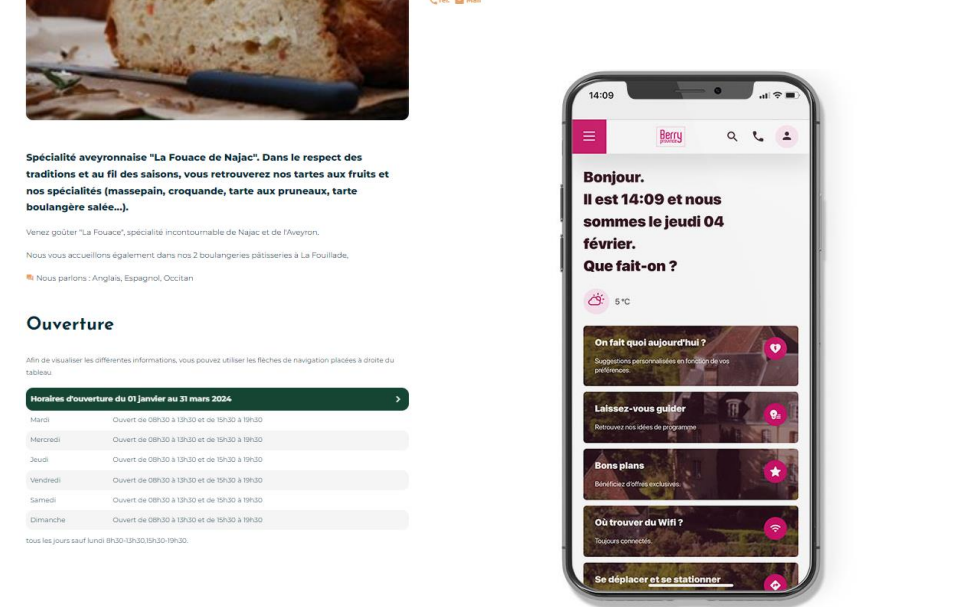 Spécialité aveyronnaise "La Fouace de Najac". Dans le respect des
traditions et au fil des saisons, vous retrouverez nos tartes aux fruits et
nos spécialités (massepain, croquande, tarte aux pruneaux, tarte
boulangère salée...).
Venez goûter "La Fouace", spécialité incontournable de Najac et de l'Aveyron.
Nous vous accueillons également dans nos 2 boulangeries pâtisseries à La Fouillade,
Nous parlons : Anglais, Espagnol, Occitan
Ouverture
Afin de visualiser les différentes informations, vous pouvez utiliser les flèches de navigation placées à droite du
tableau.
Horaires d'ouverture du 01 janvier au 31 mars 2024
Mardi Ouvert de 08h30 à 13h30 et de 15h30 à 19h30
Mercredi Ouvert de 08h30 à 13h30 et de 15h30 à 19h30
Jeudi Ouvert de 08h30 à 13h30 et de 15h30 à 19h30
Vendredi Ouvert de 08h30 à 13h30 et de 15h30 à 19h30
Samedi Ouvert de 08h30 à 13h30 et de 15h30 à 19h30
Dimanche Ouvert de 08h30 à 13h30 et de 15h30 à 19h30
tous les jours sauf lundi 8h30-13h30,15h30-19h30.
14:09
Berry
Bonjour.
Il est 14:09 et nous
sommes le jeudi 04
février.
Que fait-on ?
5 °C
On fait quoi aujourd'hui ?
Suggestions personnalisées en fonction de vos
préférences.
Laissez-vous guider
Retrouvez nos idées de programme
Bons plans
Bénéficiez d'offres exclusives.
Où trouver du Wifi ?
Toujours connectés.
Se déplacer et se stationner